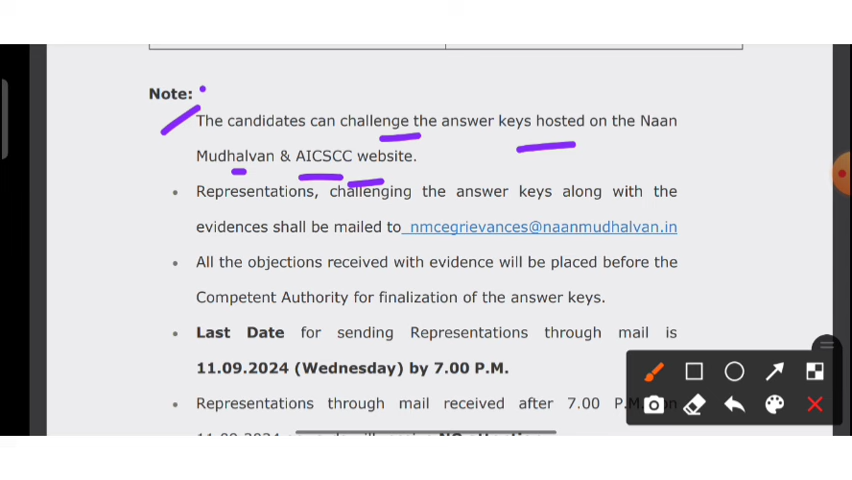 Note:
The candidates can challenge the answer keys hosted on the Naan
Mudhalvan & AICSCC website.
Representations, challenging the answer keys along with the
evidences shall be mailed to nmcegrievances@naanmudhalvan.in
All the objections received with evidence will be placed before the
Competent Authority for finalization of the answer keys.
Last Date for sending Representations through mail is
11.09.2024 (Wednesday) by 7.00 P.M.
Representations through mail received after 7.00 P.M. on